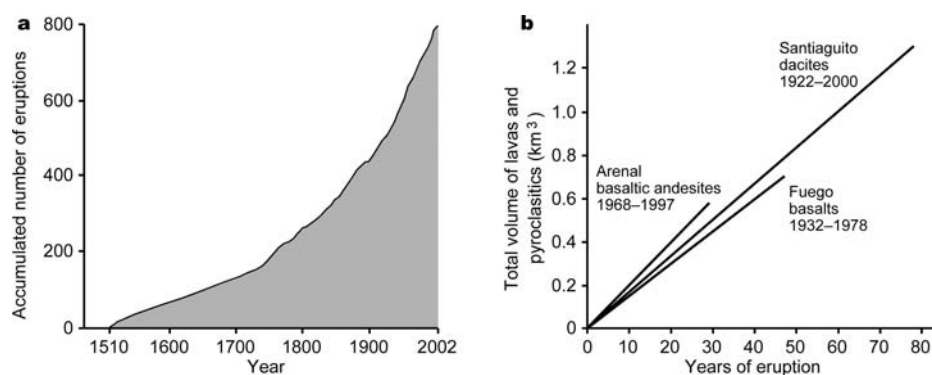 a
800
600
400
200
0
1510 1600 1700 1800 1900 2002
Year
Accumulated number of eruptions
b
1.2
1.0
0.8
0.6
0.4
0.2
0
0 10 20 30 40 50 60 70 80
Years of eruption
Total volume of lavas and
pyroclasitics (km³)
Santiaguito
dacites
1922–2000
Arenal
basaltic andesites
1968–1997
Fuego
basalts
1932–1978